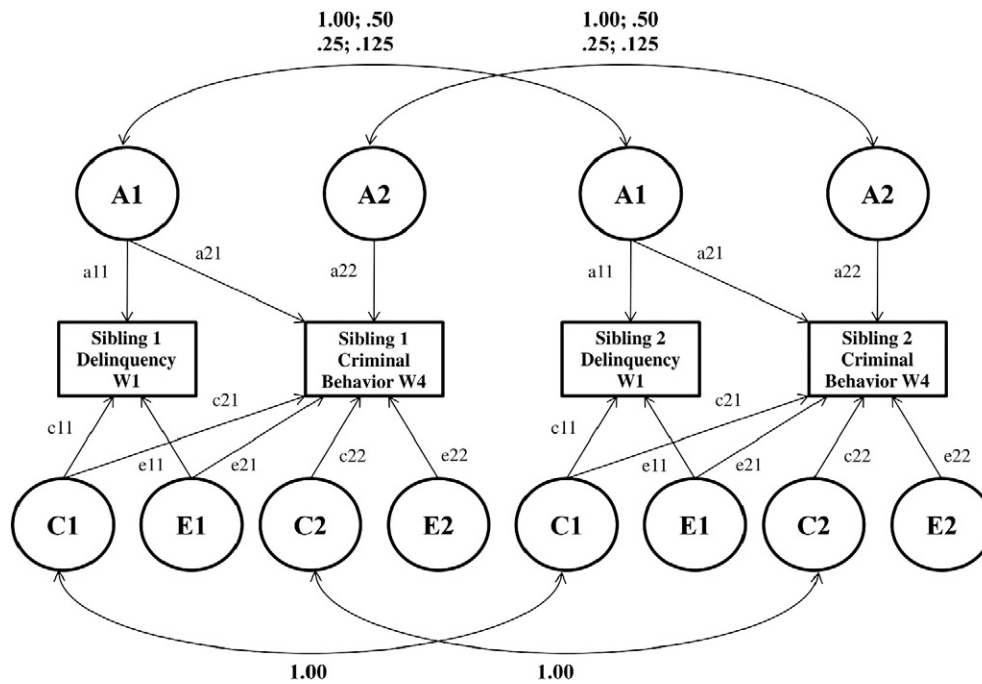 1.00; .50
.25; .125
1.00; .50
.25; .125
A1
A2
A1
A2
a11
a21
a22
a11
a21
a22
Sibling 1
Delinquency
W1
Sibling 1
Criminal
Behavior W4
Sibling 2
Delinquency
W1
Sibling 2
Criminal
Behavior W4
c11
c21
e11
e21
c22
e22
c11
c21
e11
e21
c22
e22
C1
E1
C2
E2
C1
E1
C2
E2
1.00
1.00